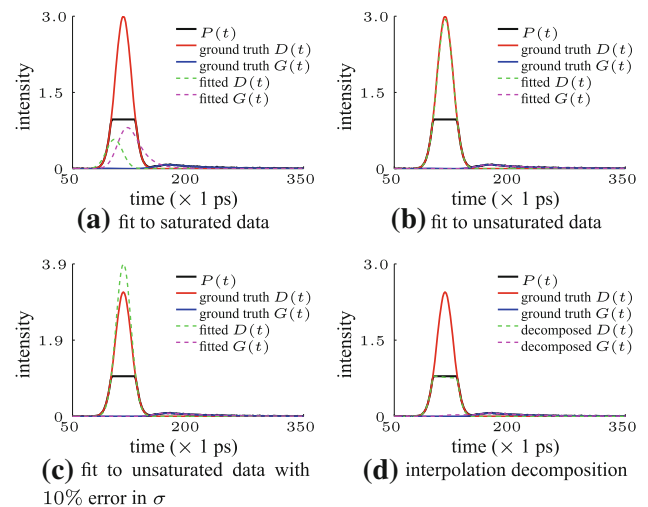 3.0
1.5
0
intensity
P(t)
ground truth D(t)
ground truth G(t)
fitted D(t)
fitted G(t)
50 200 350
time (× 1 ps)
(a) fit to saturated data
3.0
1.5
0
intensity
P(t)
ground truth D(t)
ground truth G(t)
fitted D(t)
fitted G(t)
50 200 350
time (× 1 ps)
(b) fit to unsaturated data
3.9
1.9
0
intensity
P(t)
ground truth D(t)
ground truth G(t)
fitted D(t)
fitted G(t)
50 200 350
time (× 1 ps)
(c) fit to unsaturated data with
10% error in σ
3.0
1.5
0
intensity
P(t)
ground truth D(t)
ground truth G(t)
decomposed D(t)
decomposed G(t)
50 200 350
time (× 1 ps)
(d) interpolation decomposition